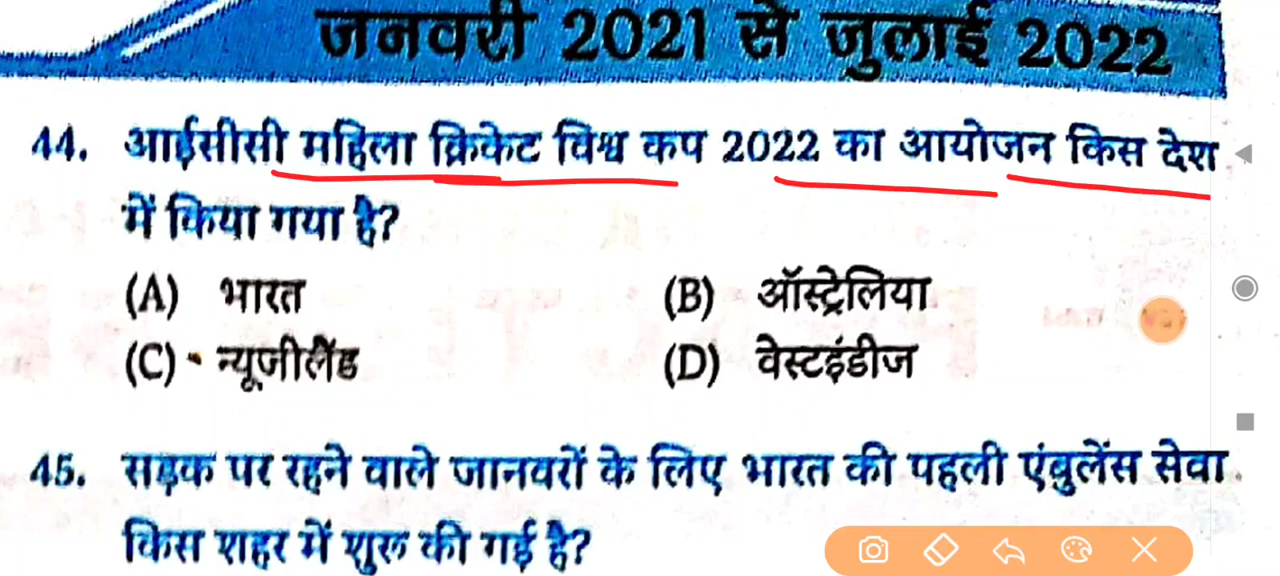 जनवरी 2021 से जुलाई 2022
44. आईसीसी महिला क्रिकेट विश्व कप 2022 का आयोजन किस देश
में किया गया है?
(A) भारत
(B) ऑस्ट्रेलिया
(C) न्यूजीलैंड
(D) वेस्टइंडीज
45. सड़क पर रहने वाले जानवरों के लिए भारत की पहली एंबुलेंस सेवा
किस शहर में शुरू की गई है?